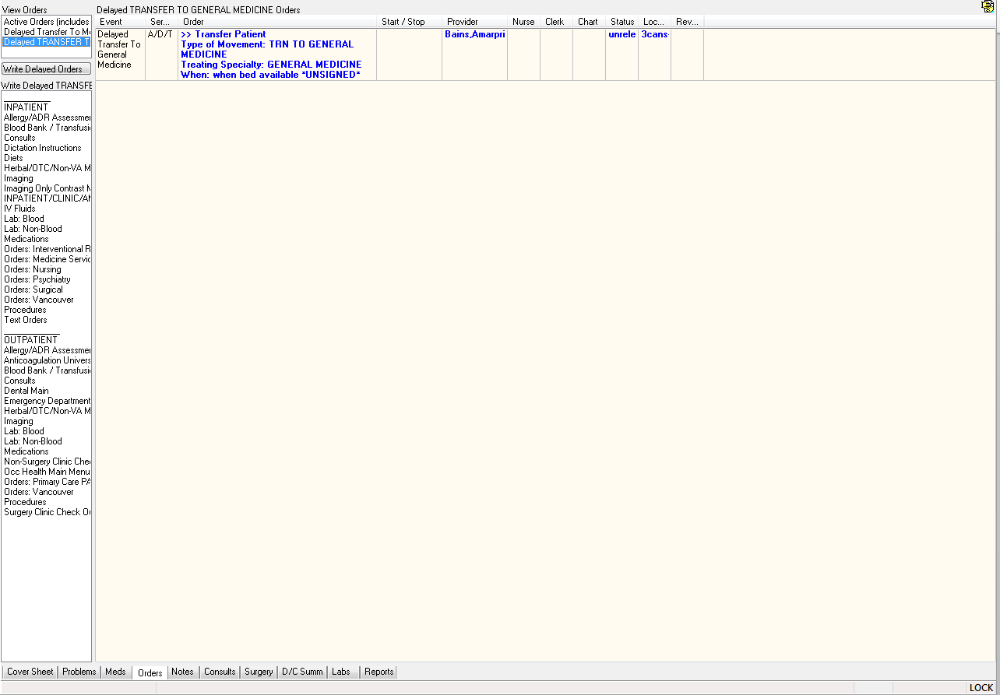 View Orders
Active Orders (includes
Delayed Transfer To M
Delayed TRANSFER T
Write Delayed Orders
Write Delayed TRANSFE
INPATIENT
Allergy/ADR Assessme
Blood Bank / Transfusi
Consults
Dictation Instructions
Diets
Herbal/OTC/Non-VA M
Imaging
Imaging Only Contrast M
INPATIENT/CLINIC/AN
IV Fluids
Lab: Blood
Lab: Non-Blood
Medications
Orders: Interventional R
Orders: Medicine Servic
Orders: Nursing
Orders: Psychiatry
Orders: Surgical
Orders: Vancouver
Procedures
Text Orders
OUTPATIENT
Allergy/ADR Assessme
Anticoagulation Univers
Blood Bank / Transfusi
Consults
Dental Main
Emergency Department
Herbal/OTC/Non-VA M
Imaging
Lab: Blood
Lab: Non-Blood
Medications
Non-Surgery Clinic Che
Occ Health Main Menu
Orders: Primary Care PA
Orders: Vancouver
Procedures
Surgery Clinic Check O
Delayed TRANSFER TO GENERAL MEDICINE Orders
Event Ser... Order Start / Stop Provider Nurse Clerk Chart Status Loc... Rev...
Delayed A/D/T >> Transfer Patient Bains,Amarpri unrele 3cans-
Transfer To Type of Movement: TRN TO GENERAL
General MEDICINE
Medicine Treating Specialty: GENERAL MEDICINE
When: when bed available *UNSIGNED*
Cover Sheet Problems Meds Orders Notes Consults Surgery D/C Summ Labs Reports
LOCK